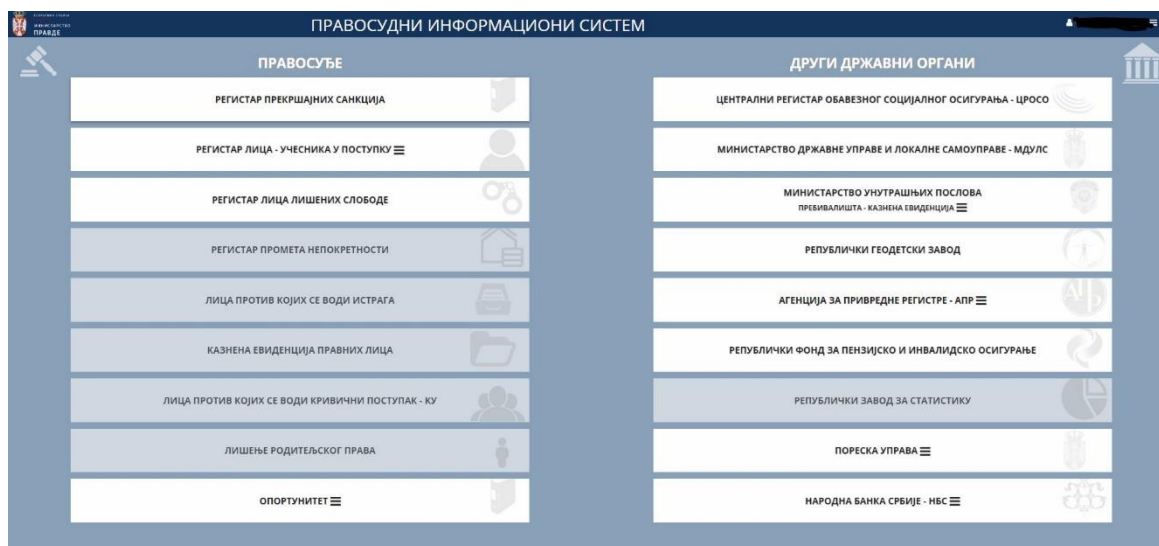 РЕПУБЛИКА СРБИЈА
МИНИСТАРСТВО
ПРАВДЕ
ПРАВОСУДНИ ИНФОРМАЦИОНИ СИСТЕМ
ПРАВОСУЂЕ
РЕГИСТАР ПРЕКРШАЈНИХ САНКЦИЈА
РЕГИСТАР ЛИЦА - УЧЕСНИКА У ПОСТУПКУ
РЕГИСТАР ЛИЦА ЛИШЕНИХ СЛОБОДЕ
РЕГИСТАР ПРОМЕТА НЕПОКРЕТНОСТИ
ЛИЦА ПРОТИВ КОЈИХ СЕ ВОДИ ИСТРАГА
КАЗНЕНА ЕВИДЕНЦИЈА ПРАВНИХ ЛИЦА
ЛИЦА ПРОТИВ КОЈИХ СЕ ВОДИ КРИВИЧНИ ПОСТУПАК - КУ
ЛИШЕЊЕ РОДИТЕЉСКОГ ПРАВА
ОПОРТУНИТЕТ
ДРУГИ ДРЖАВНИ ОРГАНИ
ЦЕНТРАЛНИ РЕГИСТАР ОБАВЕЗНОГ СОЦИЈАЛНОГ ОСИГУРАЊА - ЦРОСО
МИНИСТАРСТВО ДРЖАВНЕ УПРАВЕ И ЛОКАЛНЕ САМОУПРАВЕ - МДУЛС
МИНИСТАРСТВО УНУТРАШЊИХ ПОСЛОВА
ПРЕБИВАЛИШТА - КАЗНЕНА ЕВИДЕНЦИЈА
РЕПУБЛИЧКИ ГЕОДЕТСКИ ЗАВОД
АГЕНЦИЈА ЗА ПРИВРЕДНЕ РЕГИСТРЕ - АПР
РЕПУБЛИЧКИ ФОНД ЗА ПЕНЗИЈСКО И ИНВАЛИДСКО ОСИГУРАЊЕ
РЕПУБЛИЧКИ ЗАВОД ЗА СТАТИСТИКУ
ПОРЕСКА УПРАВА
НАРОДНА БАНКА СРБИЈЕ - НБС